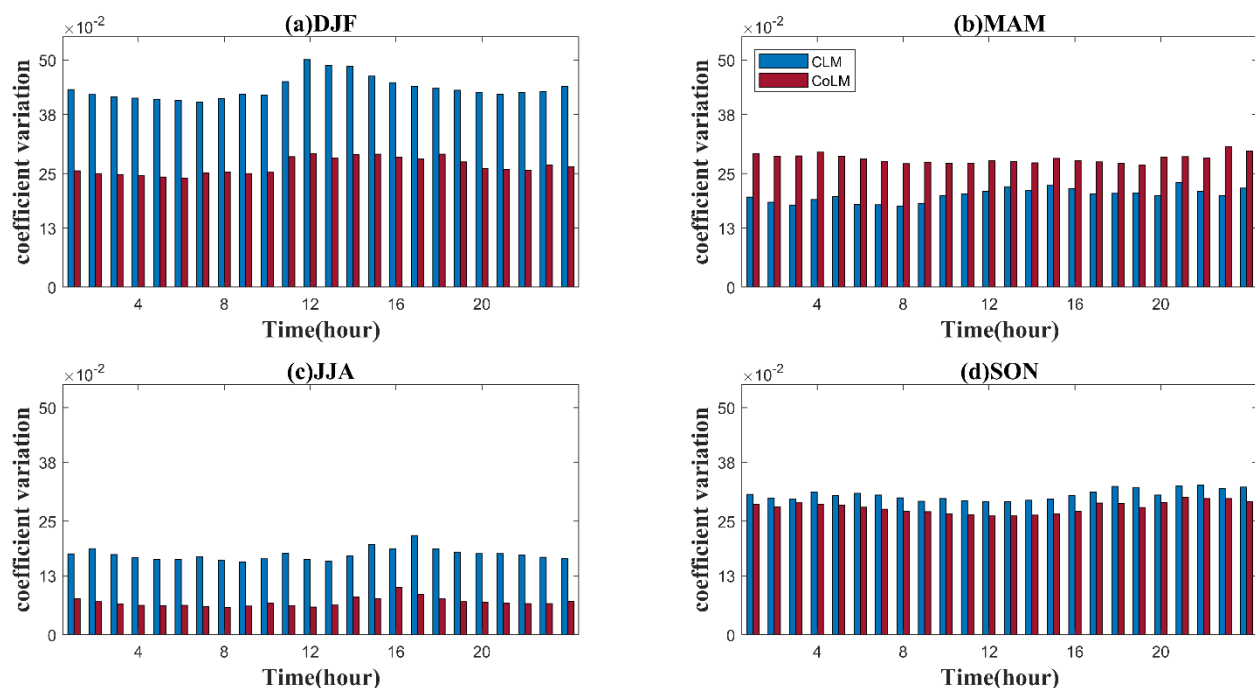 (a)DJF
×10⁻²
50
38
25
13
0
coefficient variation
4 8 12 16 20
Time(hour)
(b)MAM
×10⁻²
50
38
25
13
0
coefficient variation
CLM
CoLM
4 8 12 16 20
Time(hour)
(c)JJA
×10⁻²
50
38
25
13
0
coefficient variation
4 8 12 16 20
Time(hour)
(d)SON
×10⁻²
50
38
25
13
0
coefficient variation
4 8 12 16 20
Time(hour)